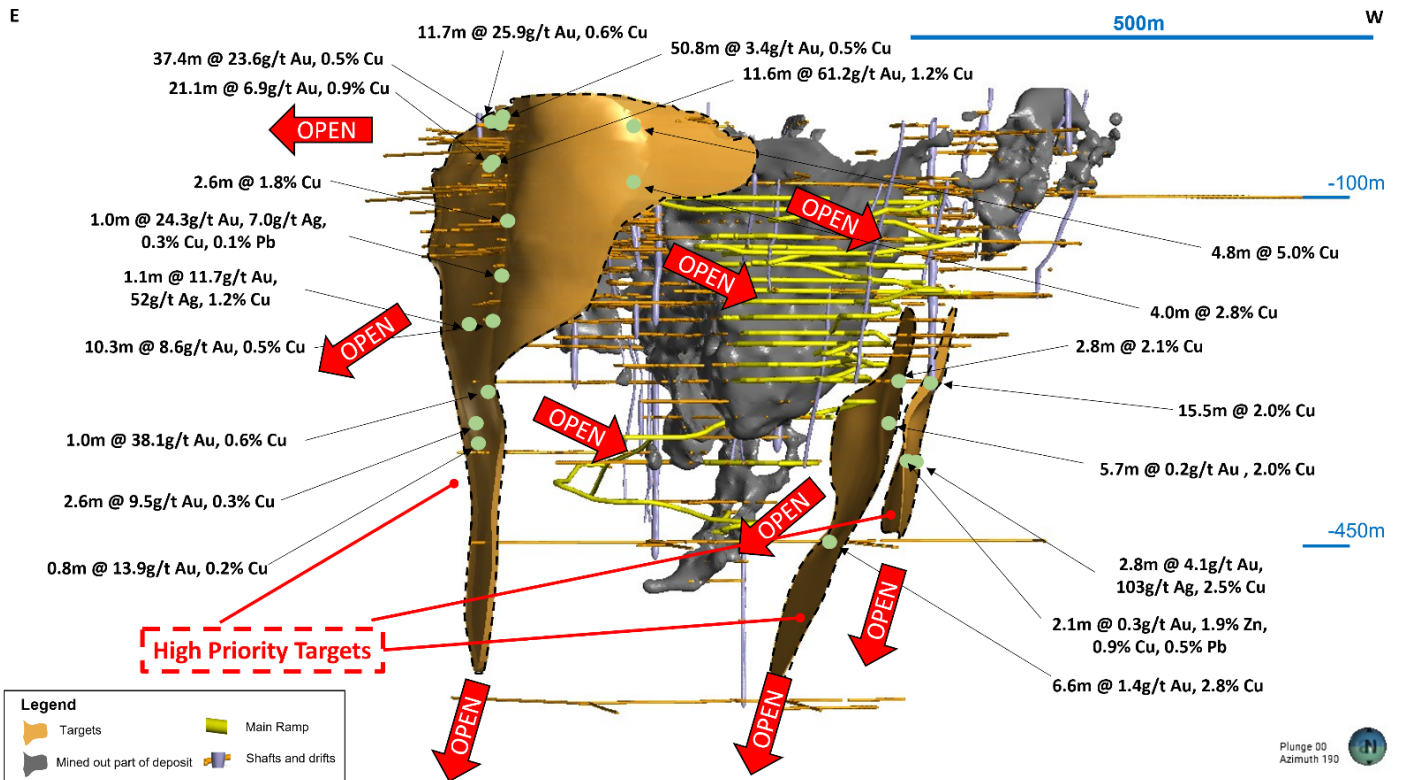 E
W
500m
11.7m @ 25.9g/t Au, 0.6% Cu
50.8m @ 3.4g/t Au, 0.5% Cu
37.4m @ 23.6g/t Au, 0.5% Cu
11.6m @ 61.2g/t Au, 1.2% Cu
21.1m @ 6.9g/t Au, 0.9% Cu
OPEN
2.6m @ 1.8% Cu
-100m
1.0m @ 24.3g/t Au, 7.0g/t Ag,
0.3% Cu, 0.1% Pb
OPEN
4.8m @ 5.0% Cu
OPEN
1.1m @ 11.7g/t Au,
52g/t Ag, 1.2% Cu
4.0m @ 2.8% Cu
OPEN
10.3m @ 8.6g/t Au, 0.5% Cu
2.8m @ 2.1% Cu
15.5m @ 2.0% Cu
OPEN
1.0m @ 38.1g/t Au, 0.6% Cu
5.7m @ 0.2g/t Au , 2.0% Cu
2.6m @ 9.5g/t Au, 0.3% Cu
OPEN
-450m
0.8m @ 13.9g/t Au, 0.2% Cu
2.8m @ 4.1g/t Au,
103g/t Ag, 2.5% Cu
OPEN
2.1m @ 0.3g/t Au, 1.9% Zn,
0.9% Cu, 0.5% Pb
High Priority Targets
6.6m @ 1.4g/t Au, 2.8% Cu
OPEN
OPEN
Legend
Targets
Main Ramp
Mined out part of deposit
Shafts and drifts
Plunge 00
Azimuth 190